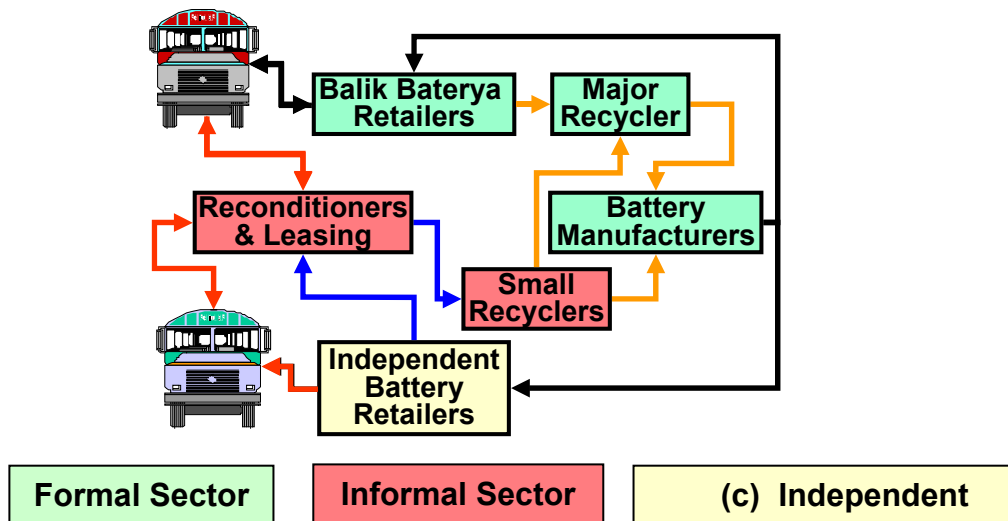 Balik Baterya
Retailers
Major
Recycler
Reconditioners
& Leasing
Battery
Manufacturers
Small
Recyclers
Independent
Battery
Retailers
Formal Sector
Informal Sector
(c) Independent